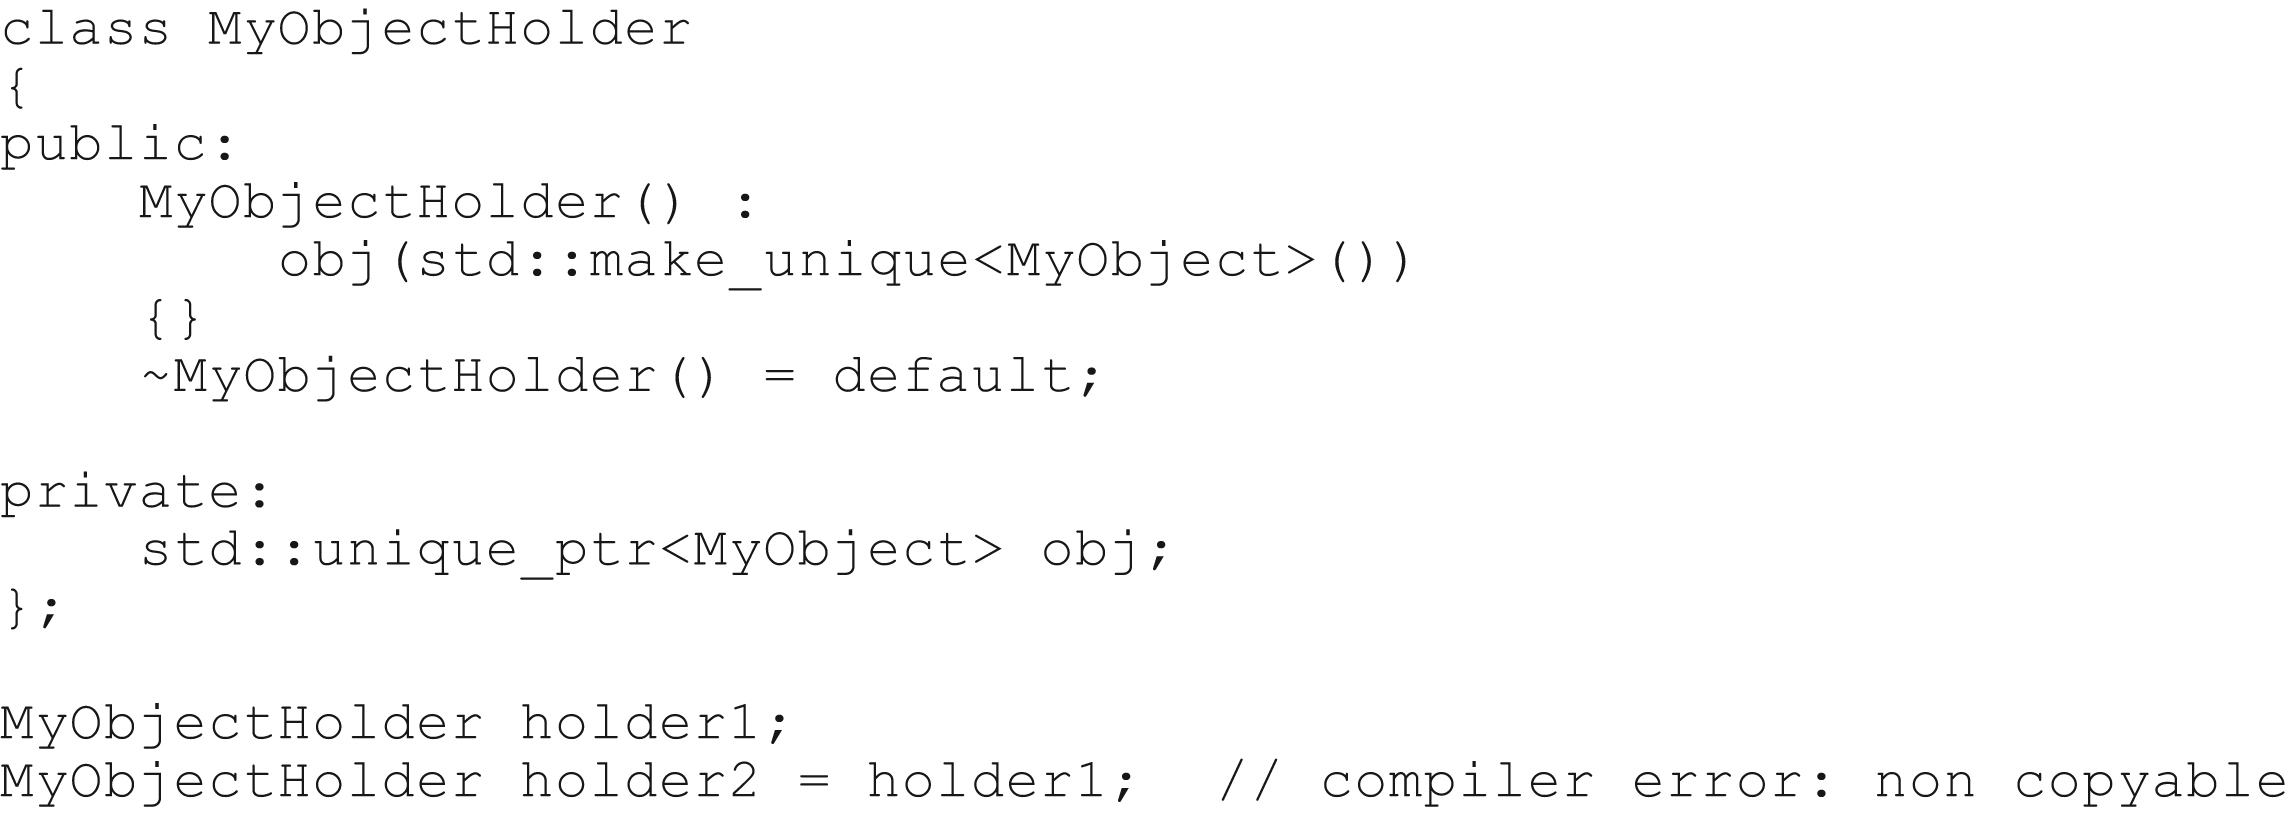 class MyObjectHolder
{
public:
    MyObjectHolder() :
        obj(std::make_unique<MyObject>())
    {}
    ~MyObjectHolder() = default;

private:
    std::unique_ptr<MyObject> obj;
};

MyObjectHolder holder1;
MyObjectHolder holder2 = holder1;  // compiler error: non copyable